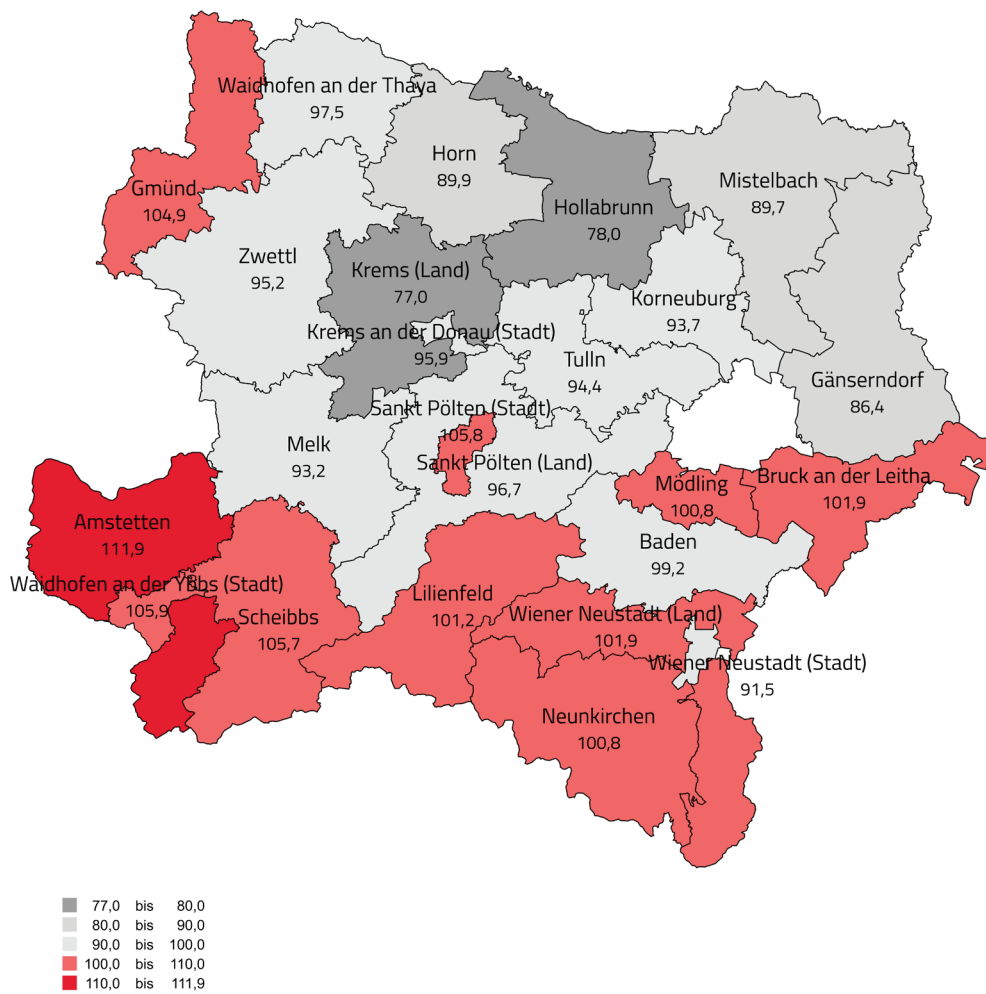 Waidhofen an der Thaya
97,5
Horn
89,9
Mistelbach
89,7
Gmünd
104,9
Hollabrunn
78,0
Zwettl
95,2
Krems (Land)
77,0
Korneuburg
93,7
Krems an der Donau (Stadt)
95,9
Tulln
94,4
Gänserndorf
86,4
Sankt Pölten (Stadt)
105,8
Melk
93,2
Sankt Pölten (Land)
96,7
Mödling
100,8
Bruck an der Leitha
101,9
Amstetten
111,9
Baden
99,2
Waidhofen an der Ybbs (Stadt)
105,9
Scheibbs
105,7
Lilienfeld
101,2
Wiener Neustadt (Land)
101,9
Wiener Neustadt (Stadt)
91,5
Neunkirchen
100,8
77,0 bis 80,0
80,0 bis 90,0
90,0 bis 100,0
100,0 bis 110,0
110,0 bis 111,9